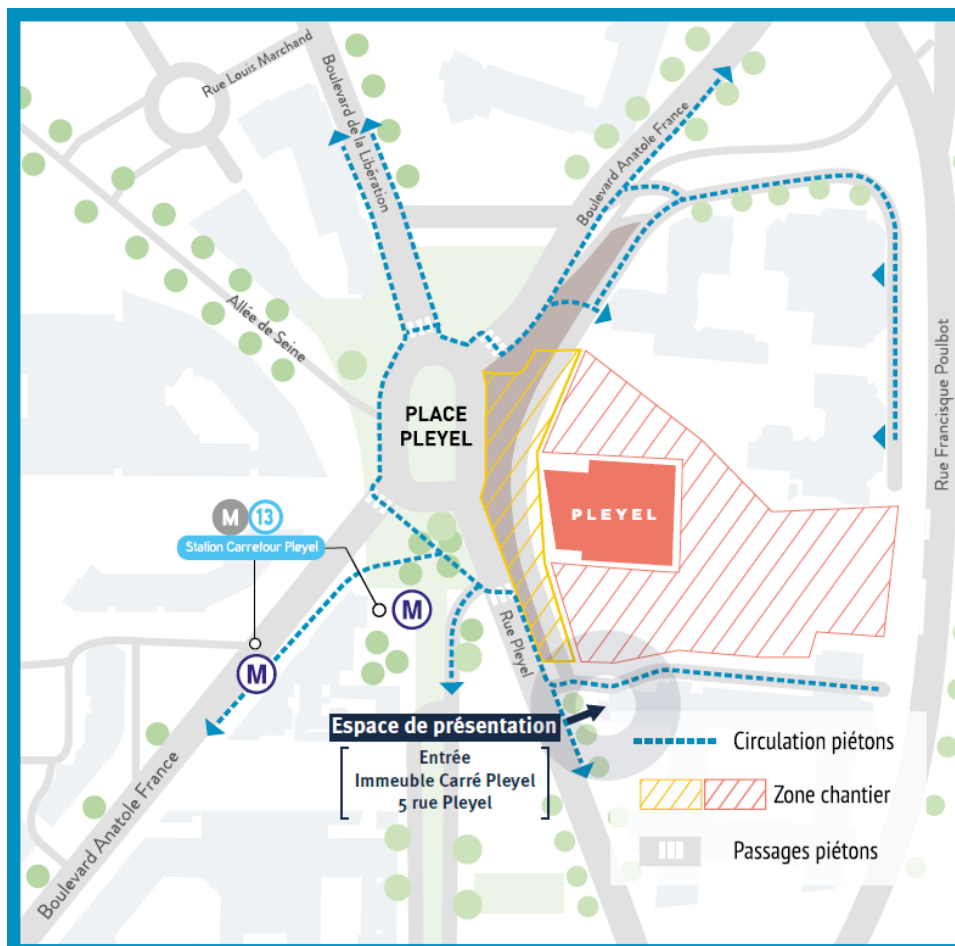 Rue Louis Marchand
Boulevard de la Libération
Boulevard Anatole France
Allée de Seine
Rue Francisque Poulbot
PLACE
PLEYEL
M 13
Station Carrefour Pleyel
PLEYEL
M
M
Rue Pleyel
Boulevard Anatole France
Espace de présentation
Entrée
Immeuble Carré Pleyel
5 rue Pleyel
Circulation piétons
Zone chantier
Passages piétons